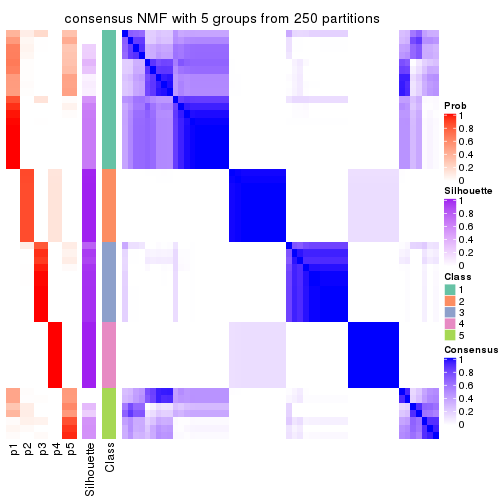 consensus NMF with 5 groups from 250 partitions
Prob
1
0.8
0.6
0.4
0.2
0
Silhouette
1
0.8
0.6
0.4
0.2
0
Class
1
2
3
4
5
Consensus
1
0.8
0.6
0.4
0.2
0
p1
p2
p3
p4
p5
Silhouette
Class